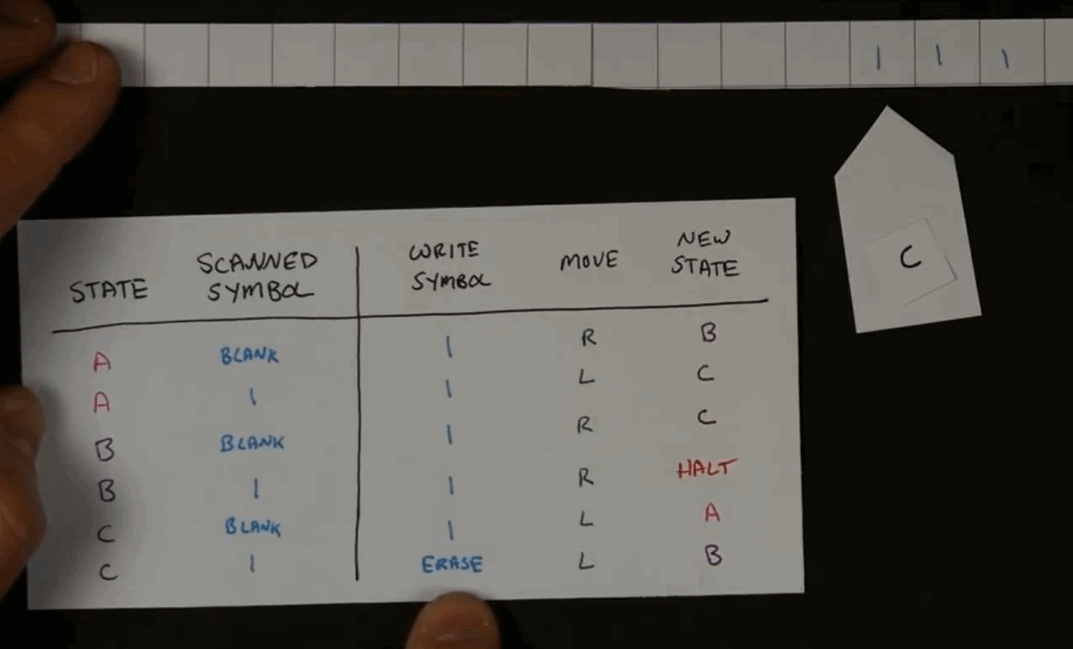 1 1 1
C
STATE SCANNED SYMBOL WRITE SYMBOL MOVE NEW STATE
A BLANK 1 R B
A 1 1 L C
B BLANK 1 R C
B 1 1 R HALT
C BLANK 1 L A
C 1 ERASE L B